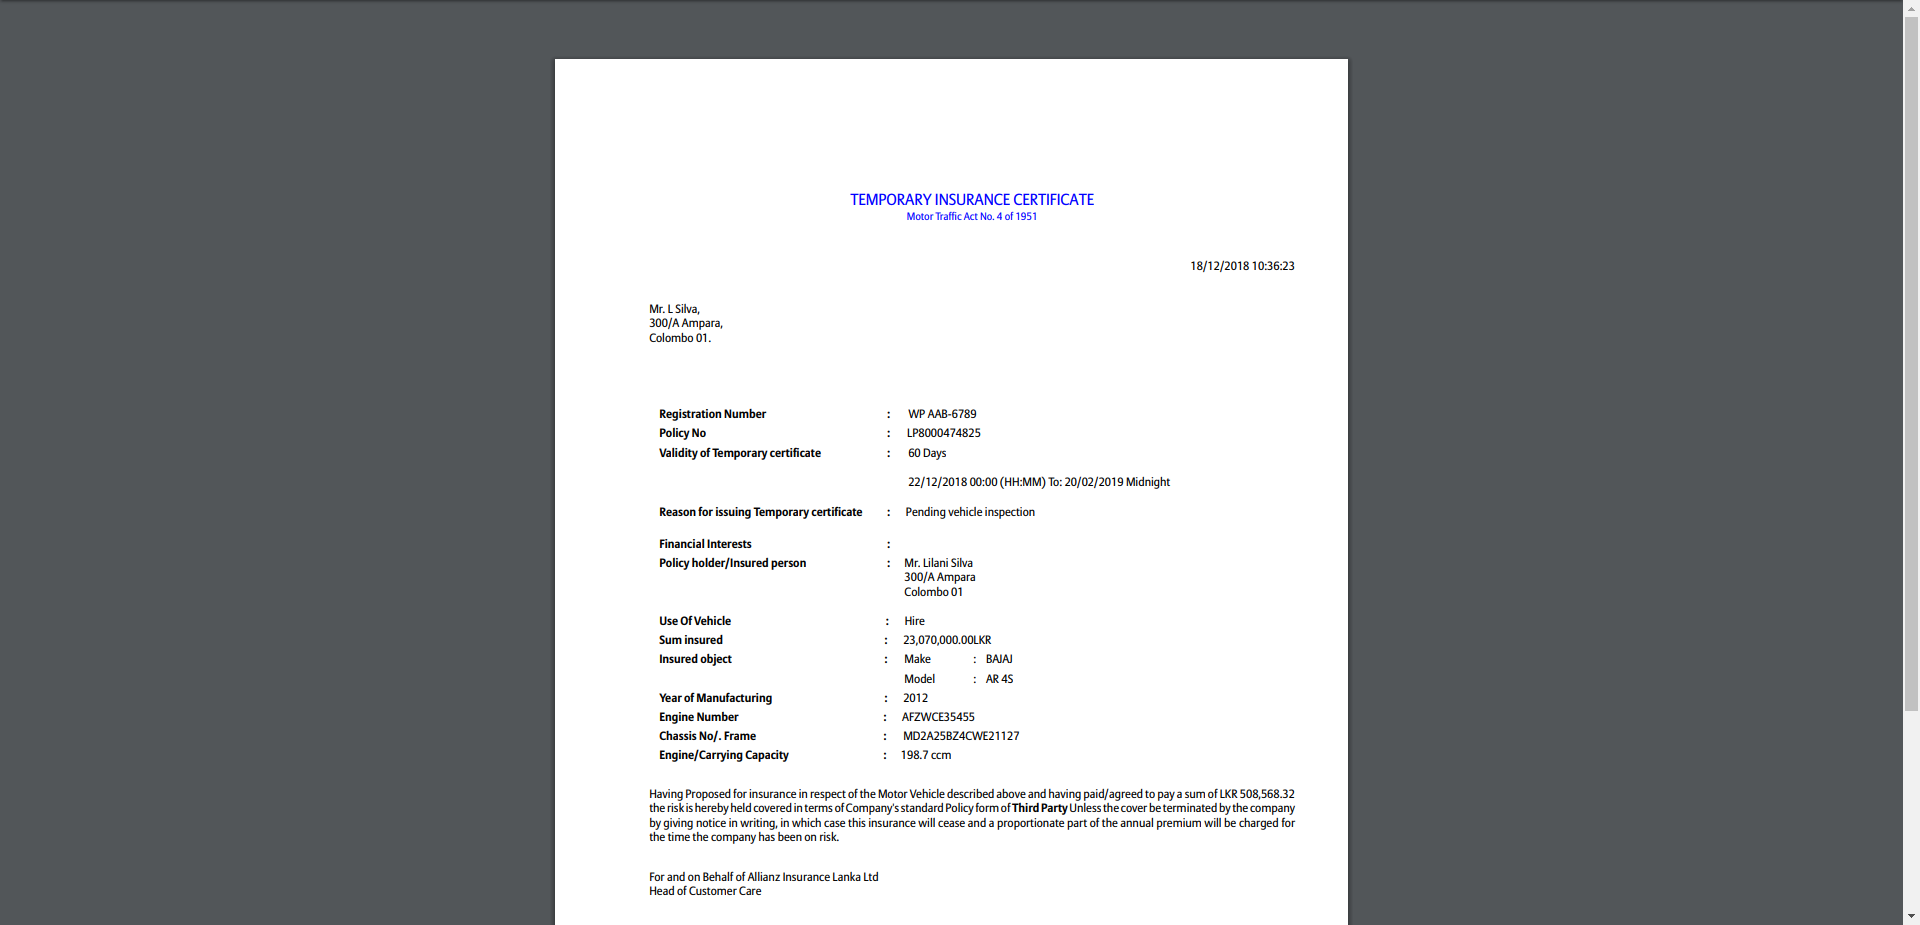 TEMPORARY INSURANCE CERTIFICATE
Motor Traffic Act No. 4 of 1951
18/12/2018 10:36:23
Mr. L Silva,
300/A Ampara,
Colombo 01.
Registration Number : WP AAB-6789
Policy No : LP8000474825
Validity of Temporary certificate : 60 Days
22/12/2018 00:00 (HH:MM) To: 20/02/2019 Midnight
Reason for issuing Temporary certificate : Pending vehicle inspection
Financial Interests :
Policy holder/Insured person : Mr. Lilani Silva
300/A Ampara
Colombo 01
Use Of Vehicle : Hire
Sum insured : 23,070,000.00LKR
Insured object : Make : BAJAJ
Model : AR 4S
Year of Manufacturing : 2012
Engine Number : AFZWCE35455
Chassis No/. Frame : MD2A25BZ4CWE21127
Engine/Carrying Capacity : 198.7 ccm
Having Proposed for insurance in respect of the Motor Vehicle described above and having paid/agreed to pay a sum of LKR 508,568.32
the risk is hereby held covered in terms of Company's standard Policy form of Third Party Unless the cover be terminated by the company
by giving notice in writing, in which case this insurance will cease and a proportionate part of the annual premium will be charged for
the time the company has been on risk.
For and on Behalf of Allianz Insurance Lanka Ltd
Head of Customer Care